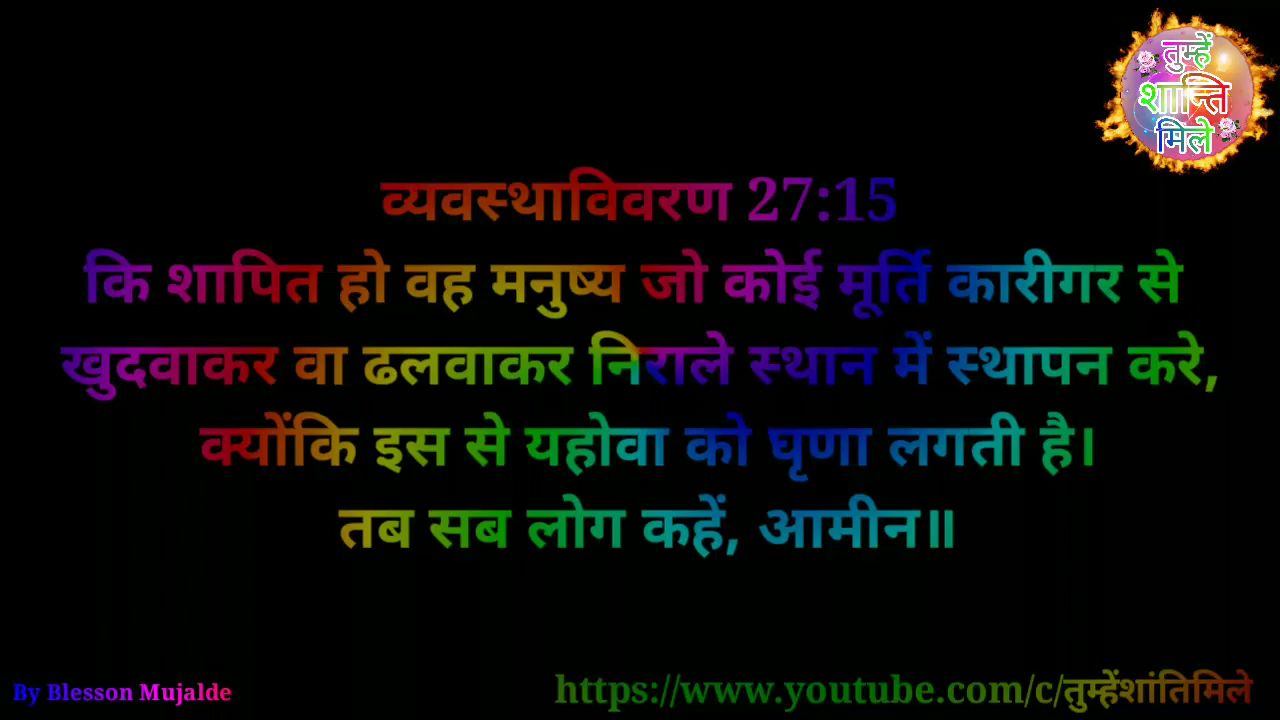 तुम्हें
शान्ति
मिले
व्यवस्थाविवरण 27:15
कि शापित हो वह मनुष्य जो कोई मूर्ति कारीगर से
खुदवाकर वा ढलवाकर निराले स्थान में स्थापन करे,
क्योंकि इस से यहोवा को घृणा लगती है।
तब सब लोग कहें, आमीन॥
By Blesson Mujalde
https://www.youtube.com/c/तुम्हेंशांतिमिले